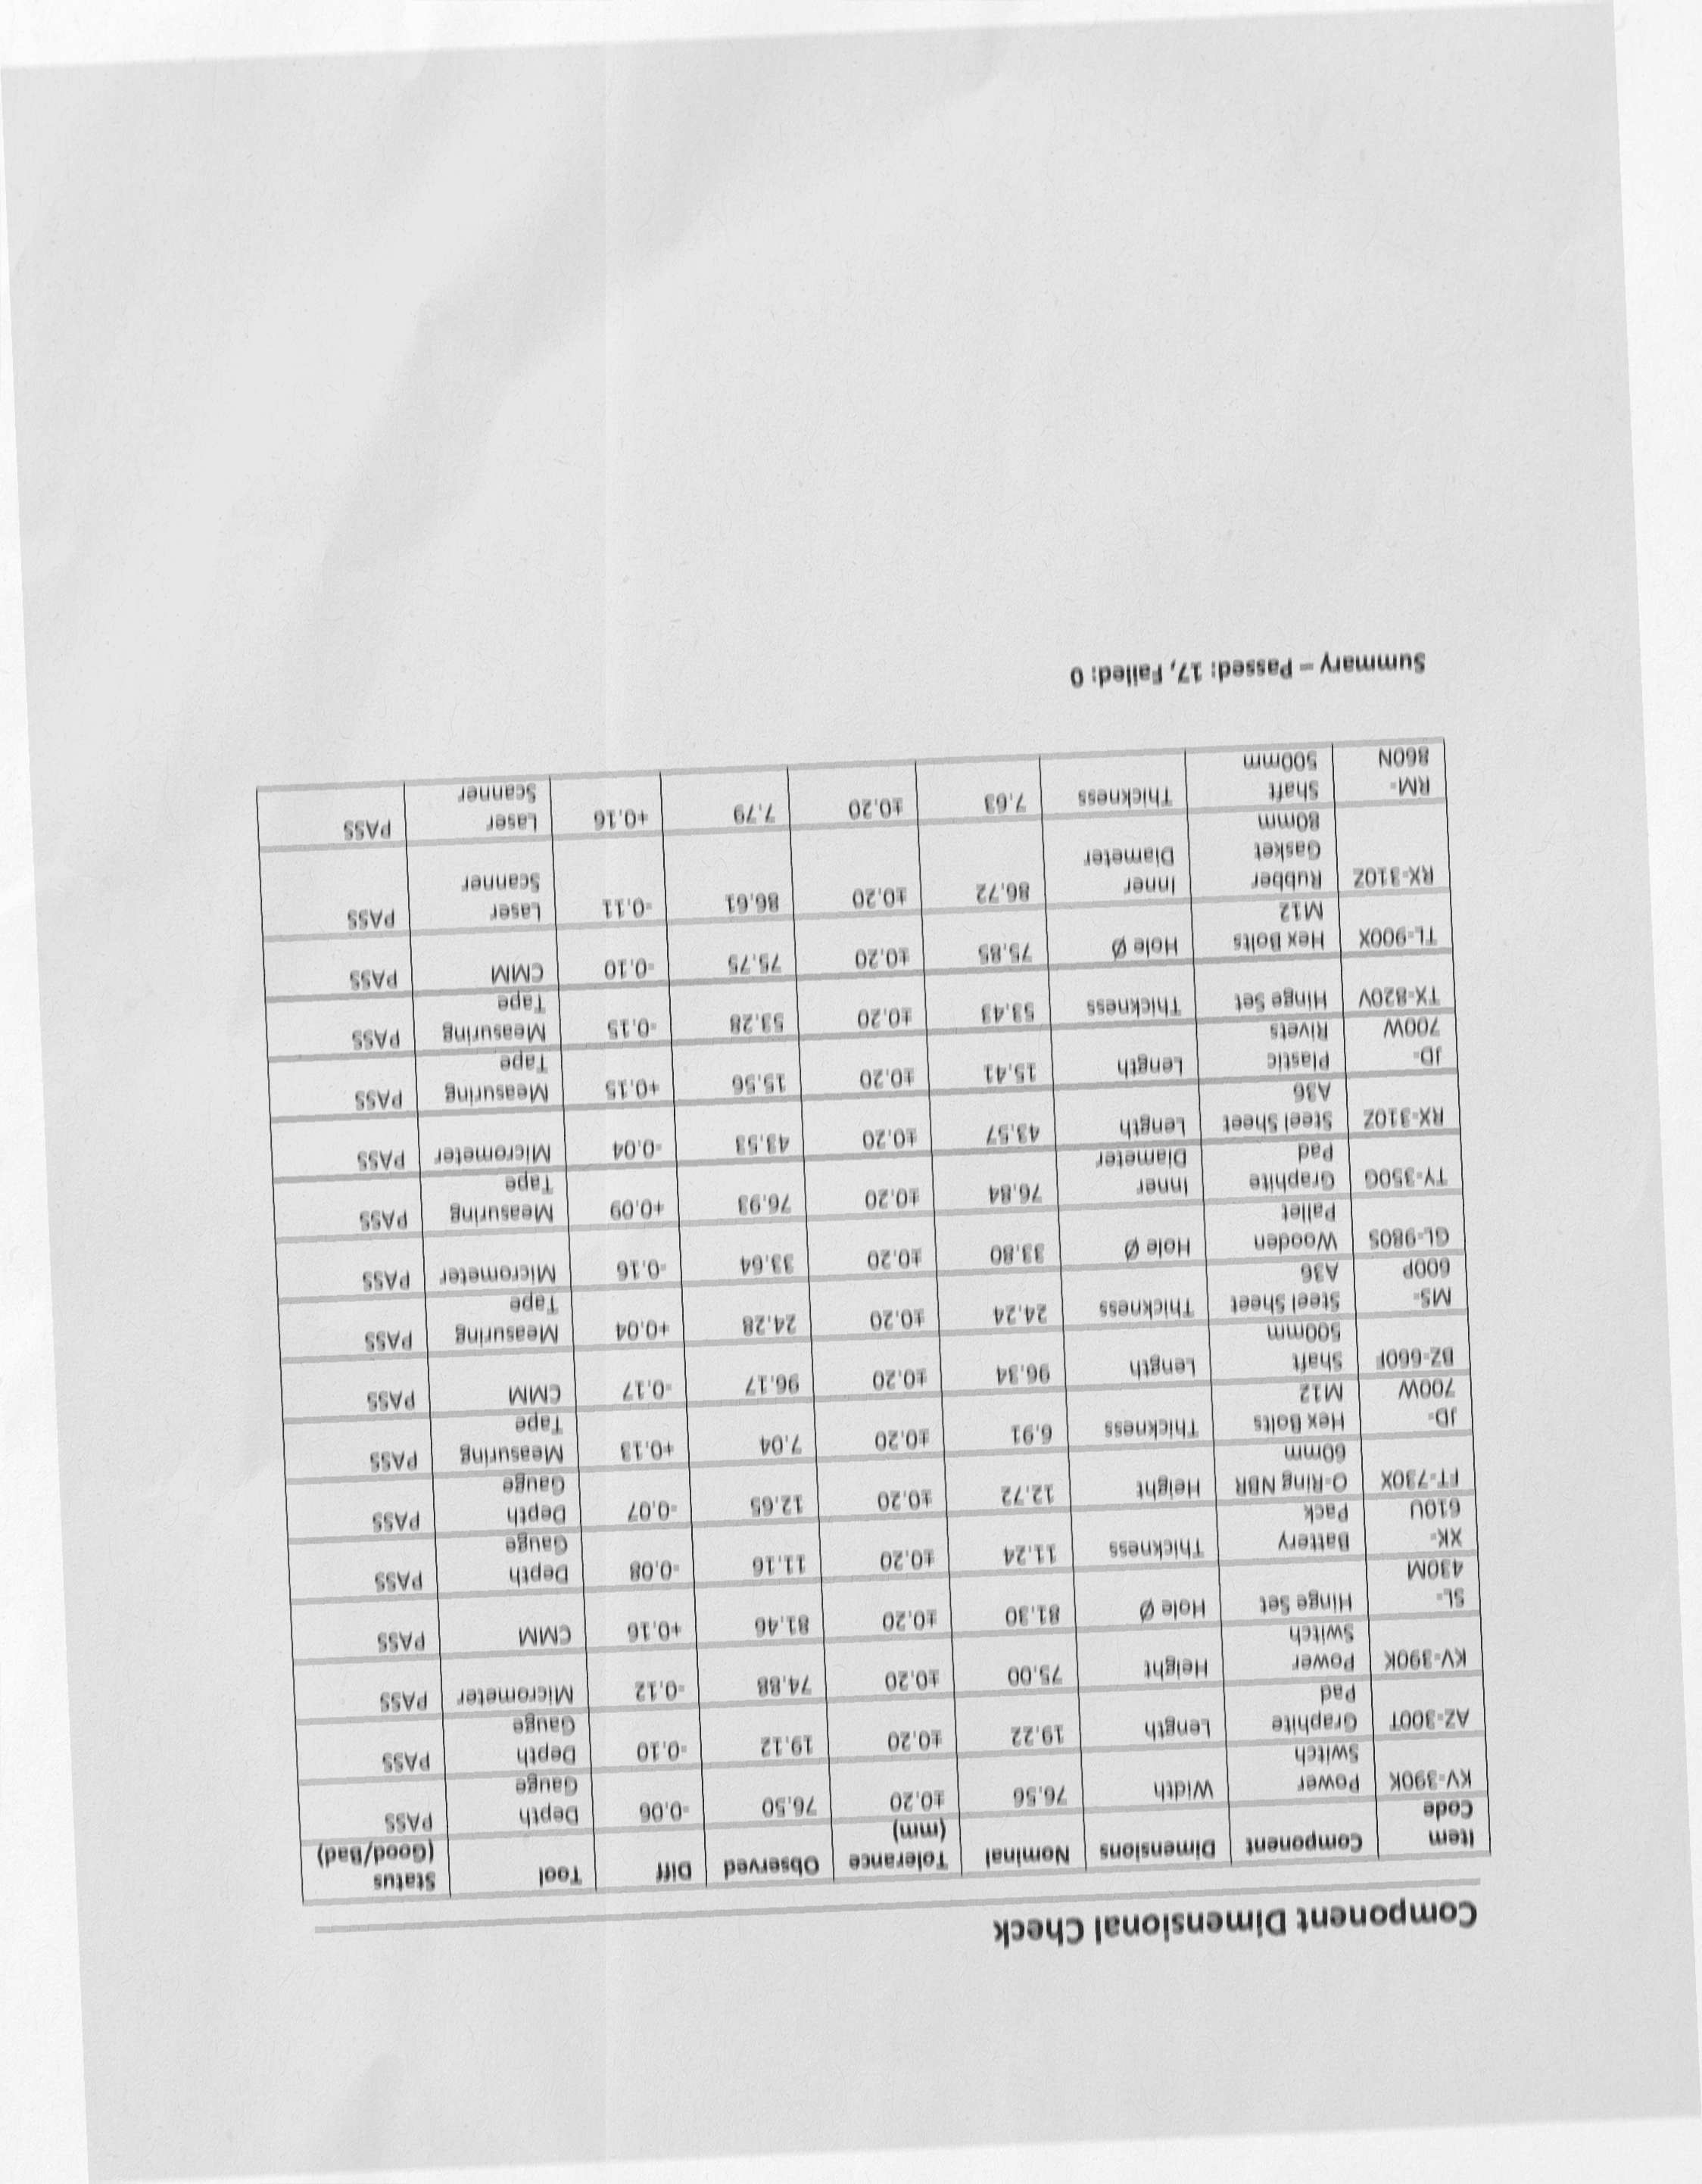 Component Dimensional Check
Item Code Component Dimensions Nominal Tolerance (mm) Observed Diff Tool Status (Good/Bad)
KV-390K Power Switch Width 76.56 ±0.20 76.50 -0.06 Depth Gauge PASS
AZ-300T Graphite Pad Length 19.22 ±0.20 19.12 -0.10 Depth Gauge PASS
KV-390K Power Switch Height 75.00 ±0.20 74.88 -0.12 Micrometer PASS
SL-430M Hinge Set Hole Ø 81.30 ±0.20 81.46 +0.16 CMM PASS
XK-610U Battery Pack Thickness 11.24 ±0.20 11.16 -0.08 Depth Gauge PASS
FT-730X O-Ring NBR 60mm Height 12.72 ±0.20 12.65 -0.07 Depth Gauge PASS
JD-700W Hex Bolts M12 Thickness 6.91 ±0.20 7.04 +0.13 Measuring Tape PASS
BZ-660F Shaft 500mm Length 96.34 ±0.20 96.17 -0.17 CMM PASS
MS-600P Steel Sheet A36 Thickness 24.24 ±0.20 24.28 +0.04 Measuring Tape PASS
GL-980S Wooden Pallet Hole Ø 33.80 ±0.20 33.64 -0.16 Micrometer PASS
TY-350G Graphite Pad Inner Diameter 76.84 ±0.20 76.93 +0.09 Measuring Tape PASS
RX-310Z Steel Sheet A36 Length 43.57 ±0.20 43.53 -0.04 Micrometer PASS
JD-700W Plastic Rivets Length 15.41 ±0.20 15.56 +0.15 Measuring Tape PASS
TX-820V Hinge Set Thickness 53.43 ±0.20 53.28 -0.15 Measuring Tape PASS
TL-900X Hex Bolts M12 Hole Ø 75.85 ±0.20 75.75 -0.10 CMM PASS
RX-310Z Rubber Gasket 80mm Inner Diameter 86.72 ±0.20 86.61 -0.11 Laser Scanner PASS
RM-860N Shaft 500mm Thickness 7.63 ±0.20 7.79 +0.16 Laser Scanner PASS
Summary – Passed: 17, Failed: 0